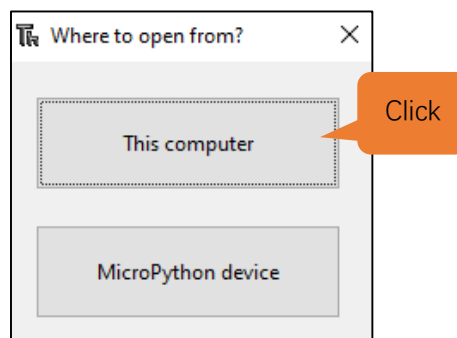 Where to open from?
Click
This computer
MicroPython device